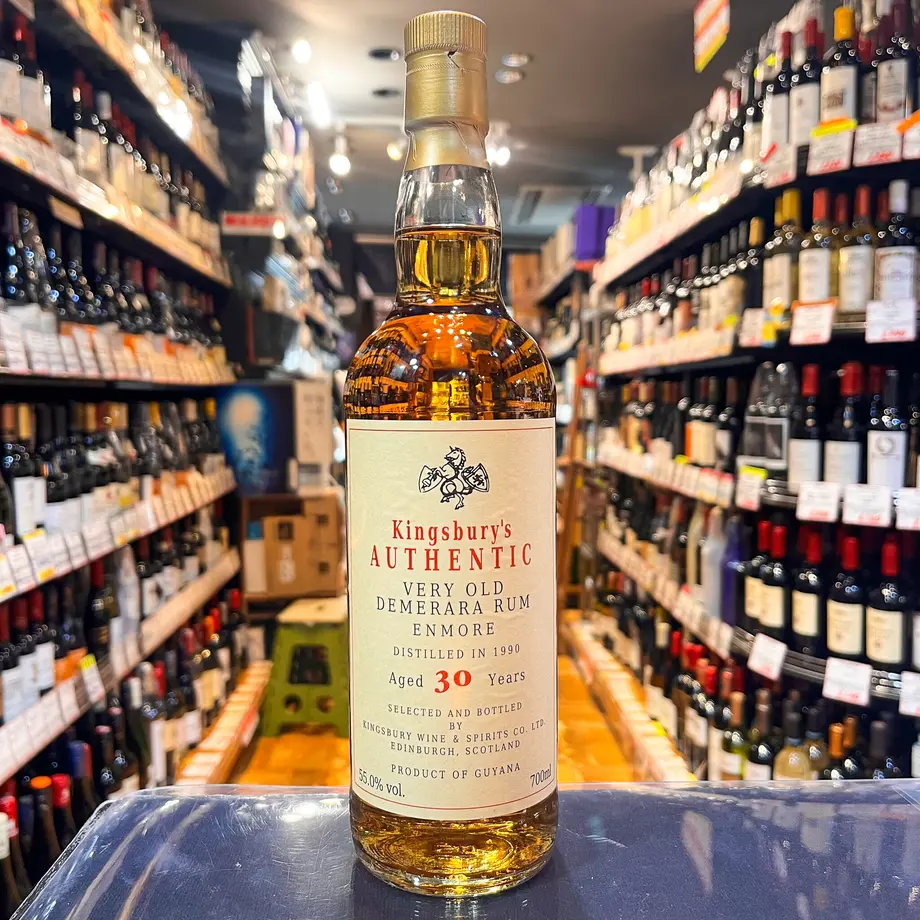 Kingsbury's
AUTHENTIC
VERY OLD
DEMERARA RUM
ENMORE
DISTILLED IN 1990
Aged 30 Years
SELECTED AND BOTTLED
BY
KINGSBURY WINE & SPIRITS CO. LTD.
EDINBURGH, SCOTLAND
PRODUCT OF GUYANA
55.0% vol. 700ml